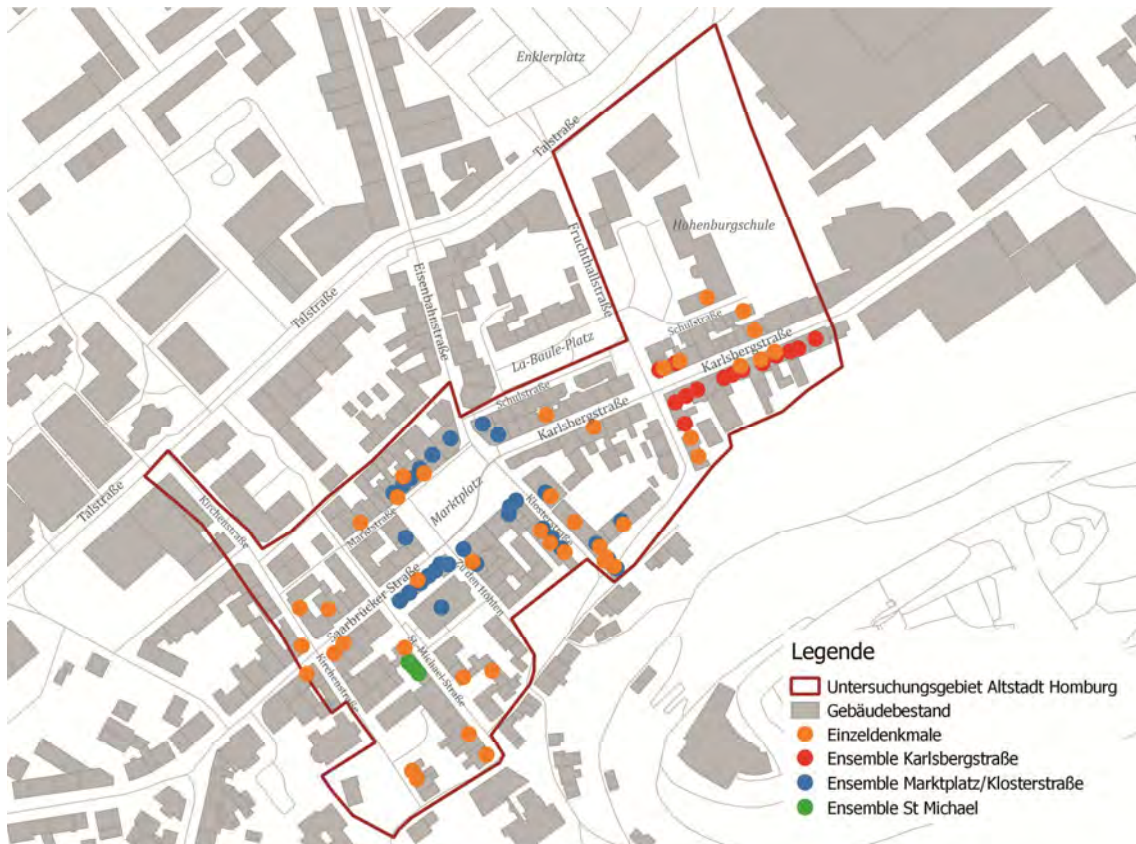 Enklerplatz
Talstraße
Hohenburgschule
Fruchthallstraße
Eisenbahnstraße
Talstraße
Schulstraße
La-Baule-Platz
Karlsbergstraße
Schulstraße
Karlsbergstraße
Marktplatz
Talstraße
Kirchenstraße
Marktstraße
Klosterstraße
Saarbrücker Straße
Zu den Höhlen
St.-Michael-Straße
Kirchenstraße
Legende
Untersuchungsgebiet Altstadt Homburg
Gebäudebestand
Einzeldenkmale
Ensemble Karlsbergstraße
Ensemble Marktplatz/Klosterstraße
Ensemble St Michael